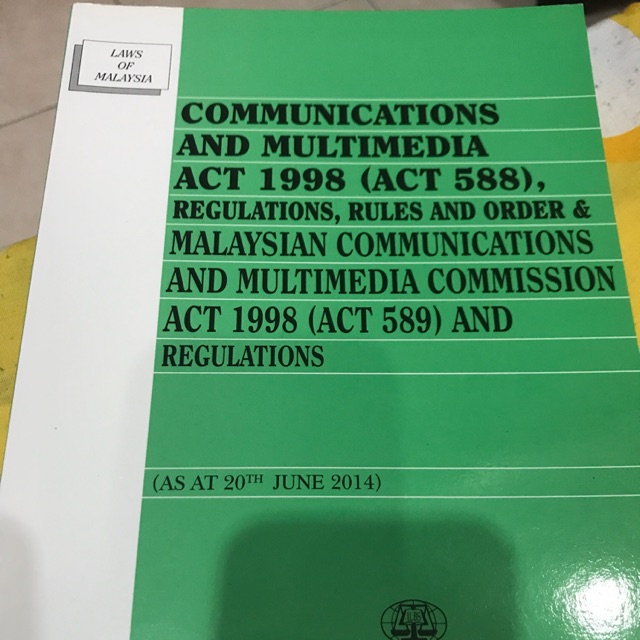 LAWS
OF
MALAYSIA
COMMUNICATIONS
AND MULTIMEDIA
ACT 1998 (ACT 588),
REGULATIONS, RULES AND ORDER &
MALAYSIAN COMMUNICATIONS
AND MULTIMEDIA COMMISSION
ACT 1998 (ACT 589) AND
REGULATIONS
(AS AT 20TH JUNE 2014)